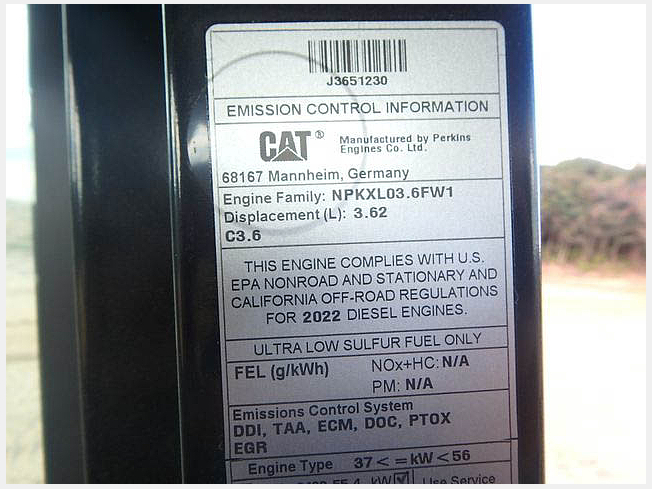 J3651230
EMISSION CONTROL INFORMATION
CAT® Manufactured by Perkins
Engines Co. Ltd.
68167 Mannheim, Germany
Engine Family: NPKXL03.6FW1
Displacement (L): 3.62
C3.6
THIS ENGINE COMPLIES WITH U.S.
EPA NONROAD AND STATIONARY AND
CALIFORNIA OFF-ROAD REGULATIONS
FOR 2022 DIESEL ENGINES.
ULTRA LOW SULFUR FUEL ONLY
FEL (g/kWh) NOx+HC: N/A
PM: N/A
Emissions Control System
DDI, TAA, ECM, DOC, PTOX
EGR
Engine Type 37 < = kW < 56
kW Use Service